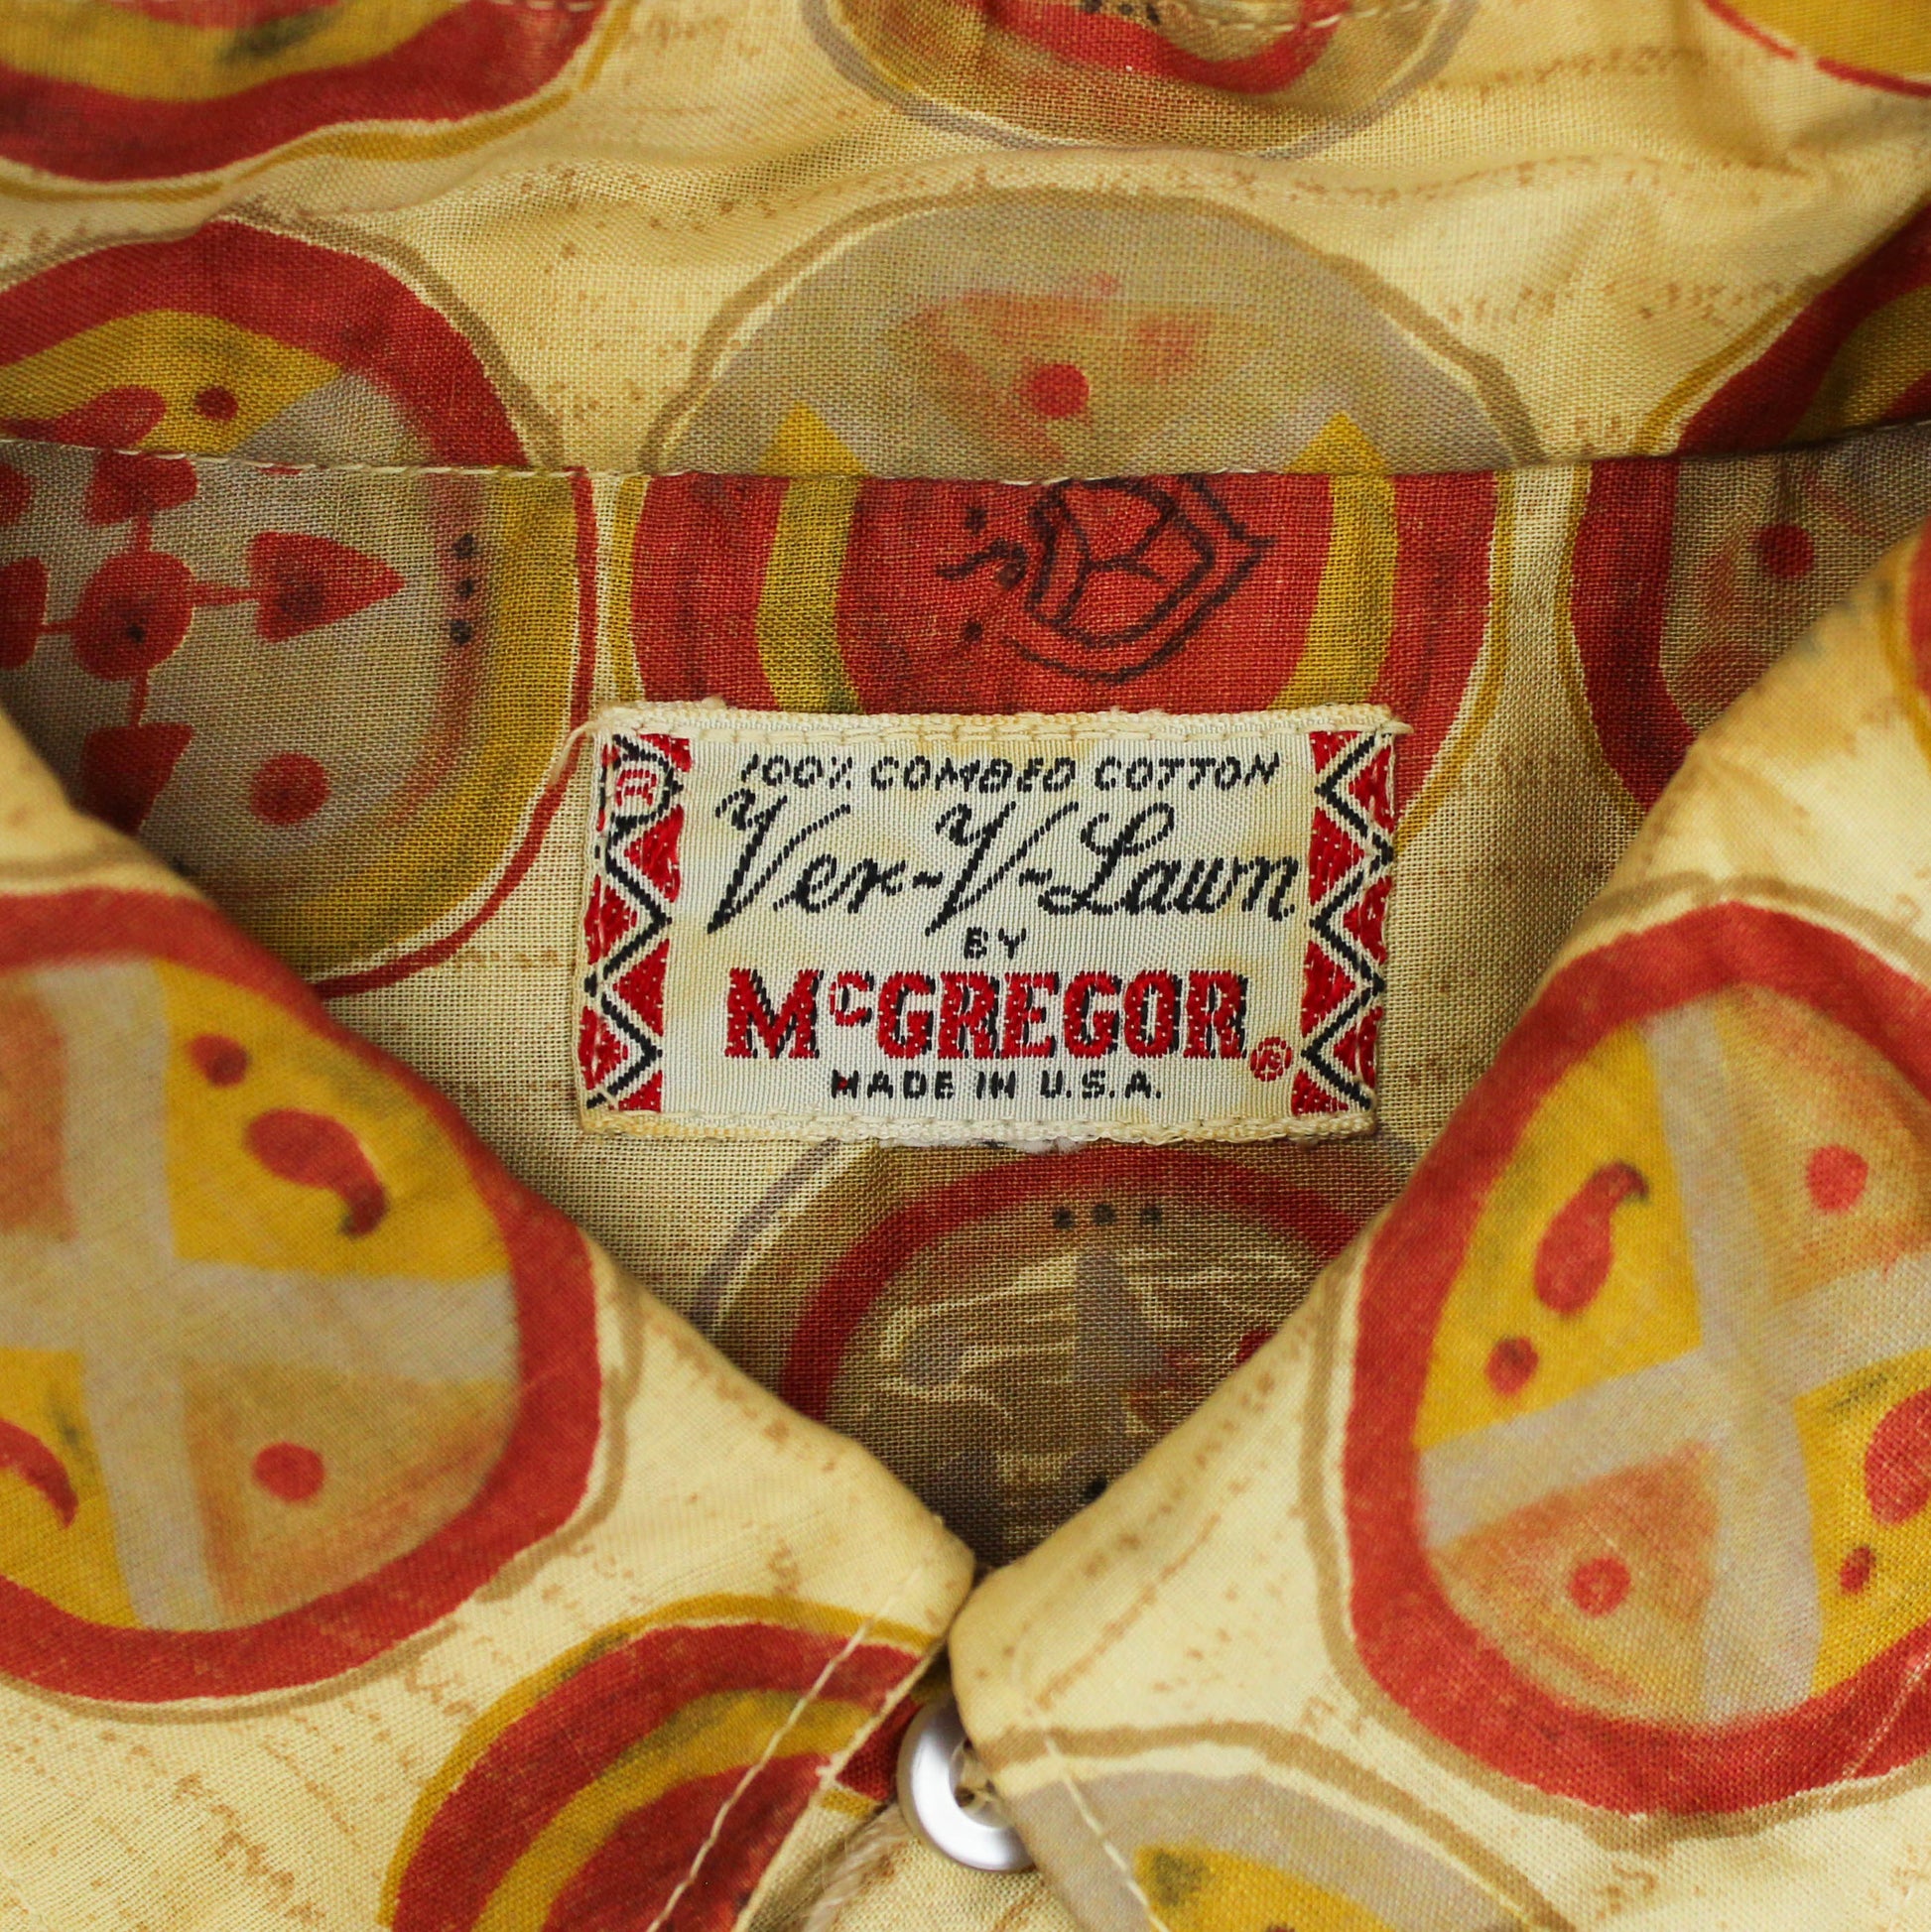 100% COMBED COTTON
Ver-V-Lawn
BY
McGREGOR®
MADE IN U.S.A.